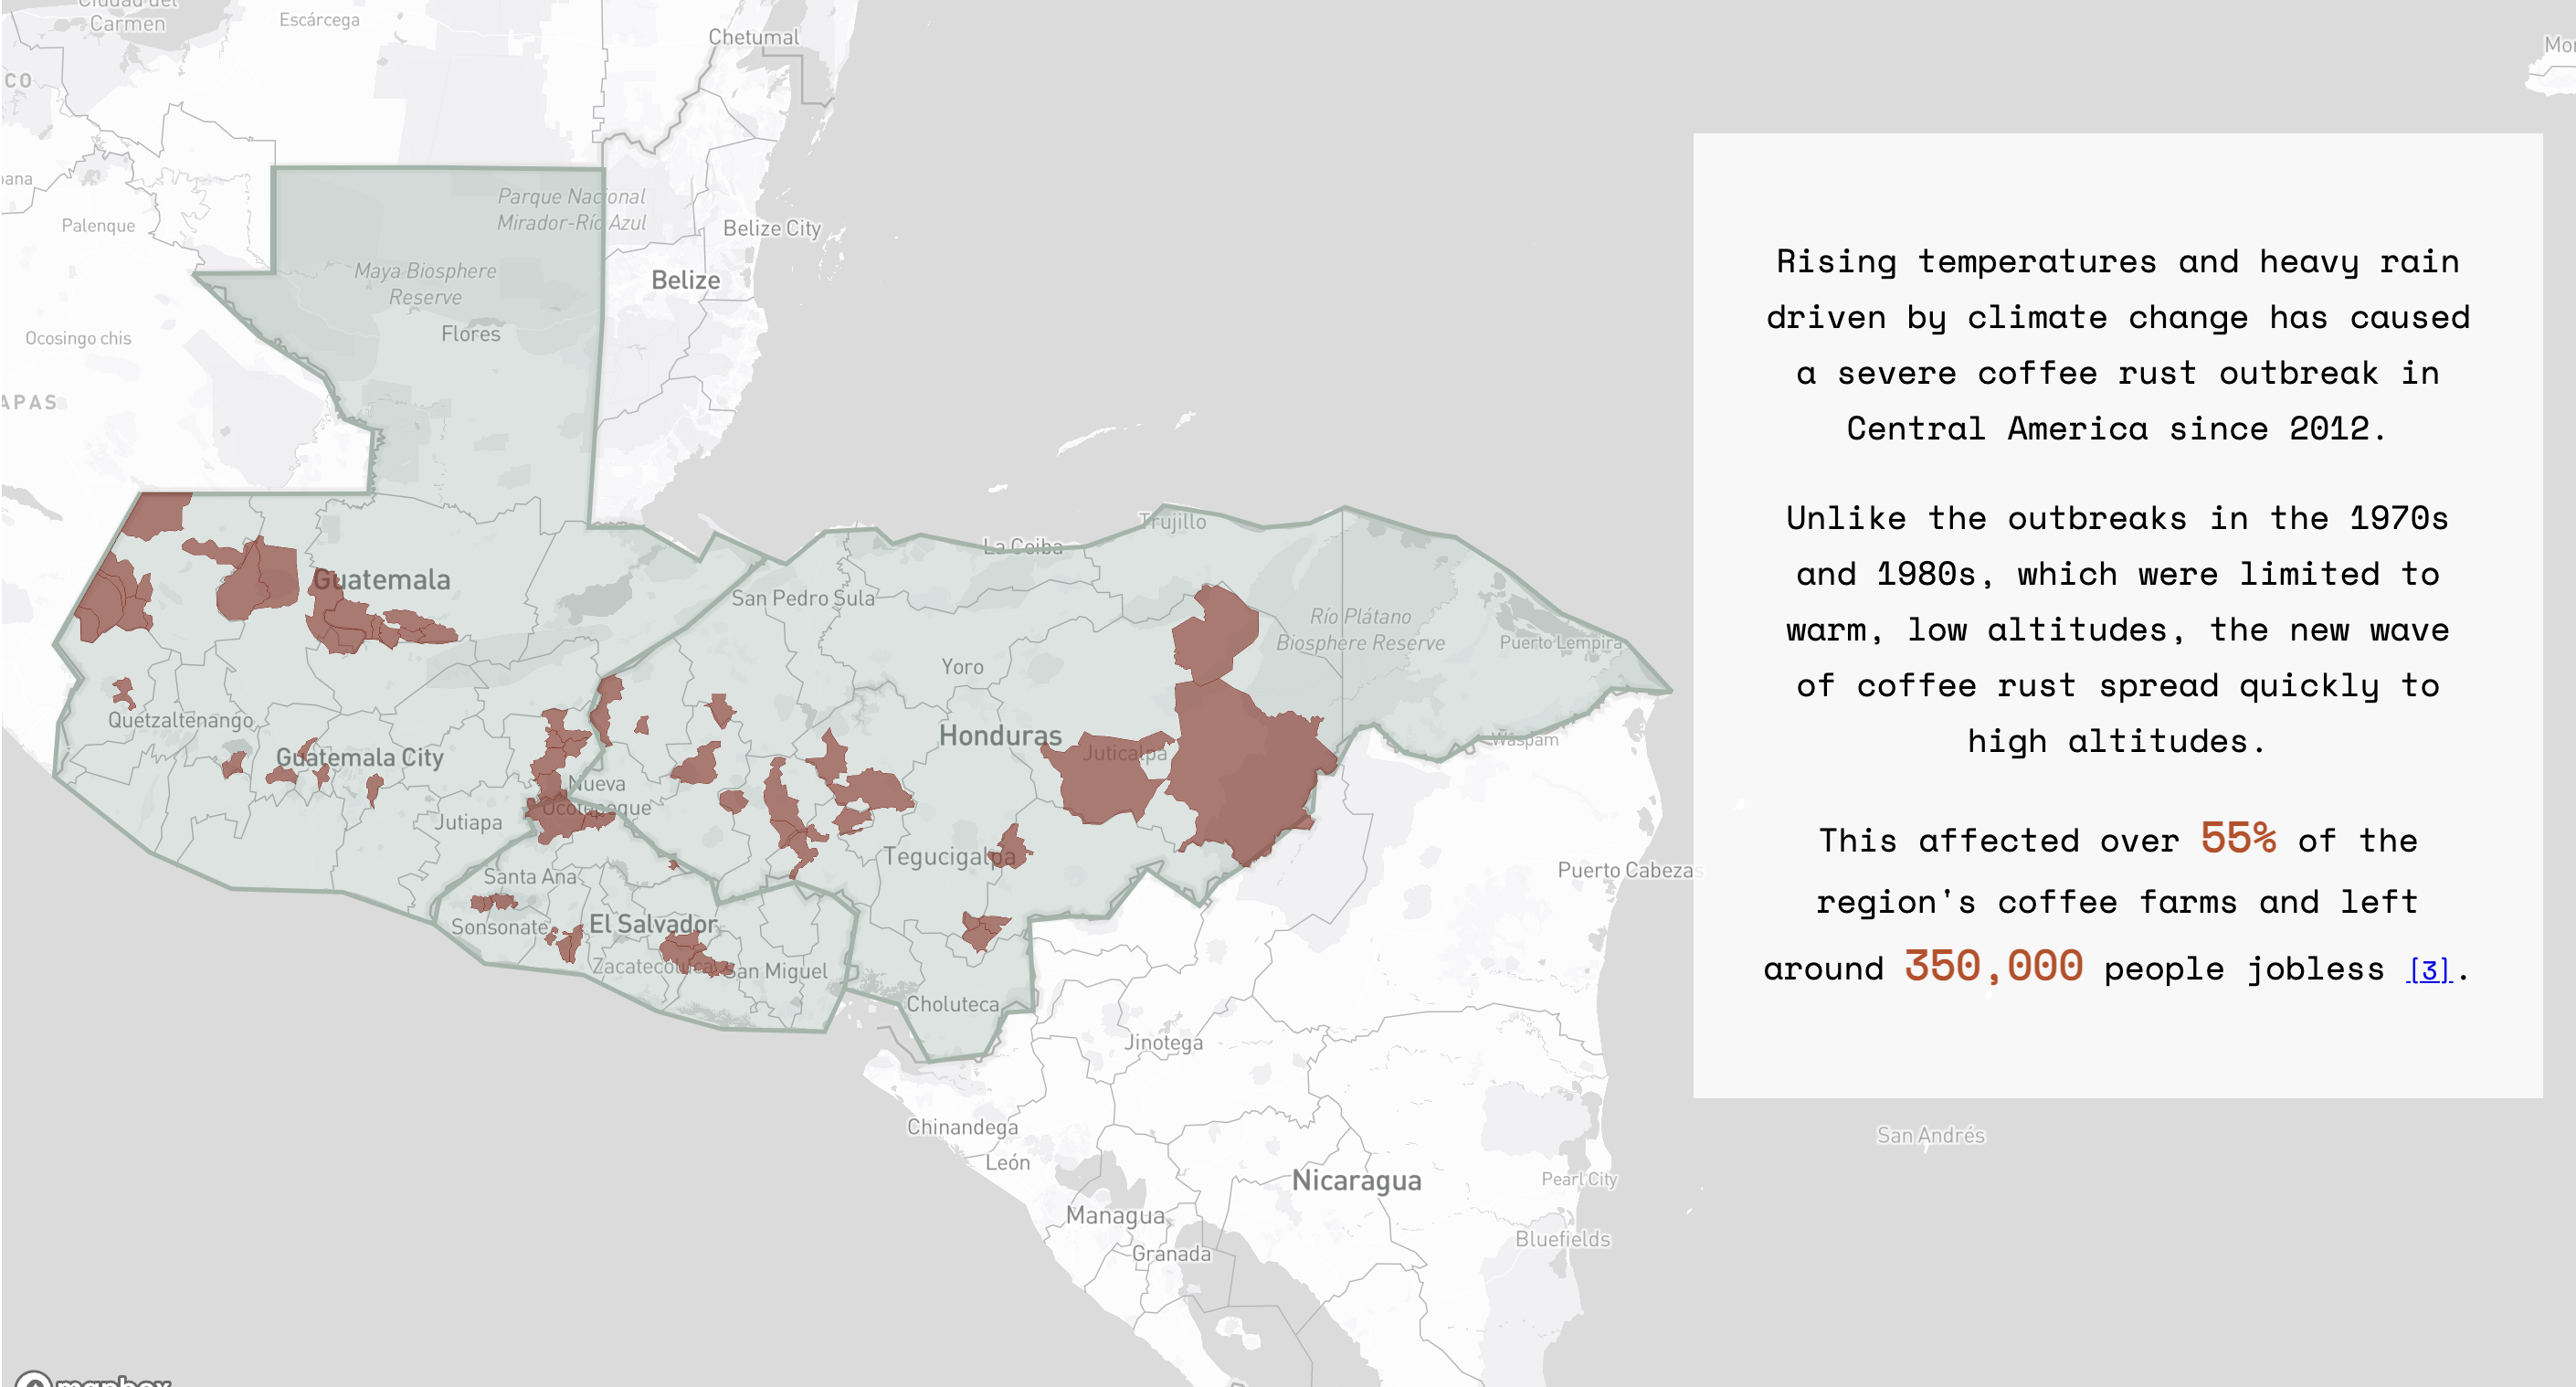 Ciudad del
Carmen
Escárcega
Chetumal
CO
Palenque
Parque Nacional
Mirador-Río Azul
Belize City
Maya Biosphere
Reserve
Belize
Flores
Ocosingo chis
APAS
Trujillo
La Ceiba
Guatemala
San Pedro Sula
Río Plátano
Biosphere Reserve
Puerto Lempira
Yoro
Quetzaltenango
Honduras
Juticalpa
Waspam
Guatemala City
Nueva
Ocotepeque
Jutiapa
Tegucigalpa
Santa Ana
Puerto Cabezas
Sonsonate
El Salvador
Zacatecoluca
San Miguel
Choluteca
Jinotega
Chinandega
León
Nicaragua
Pearl City
Managua
Granada
Bluefields
San Andrés
mapbox
Rising temperatures and heavy rain
driven by climate change has caused
a severe coffee rust outbreak in
Central America since 2012.
Unlike the outbreaks in the 1970s
and 1980s, which were limited to
warm, low altitudes, the new wave
of coffee rust spread quickly to
high altitudes.
This affected over 55% of the
region's coffee farms and left
around 350,000 people jobless [3].